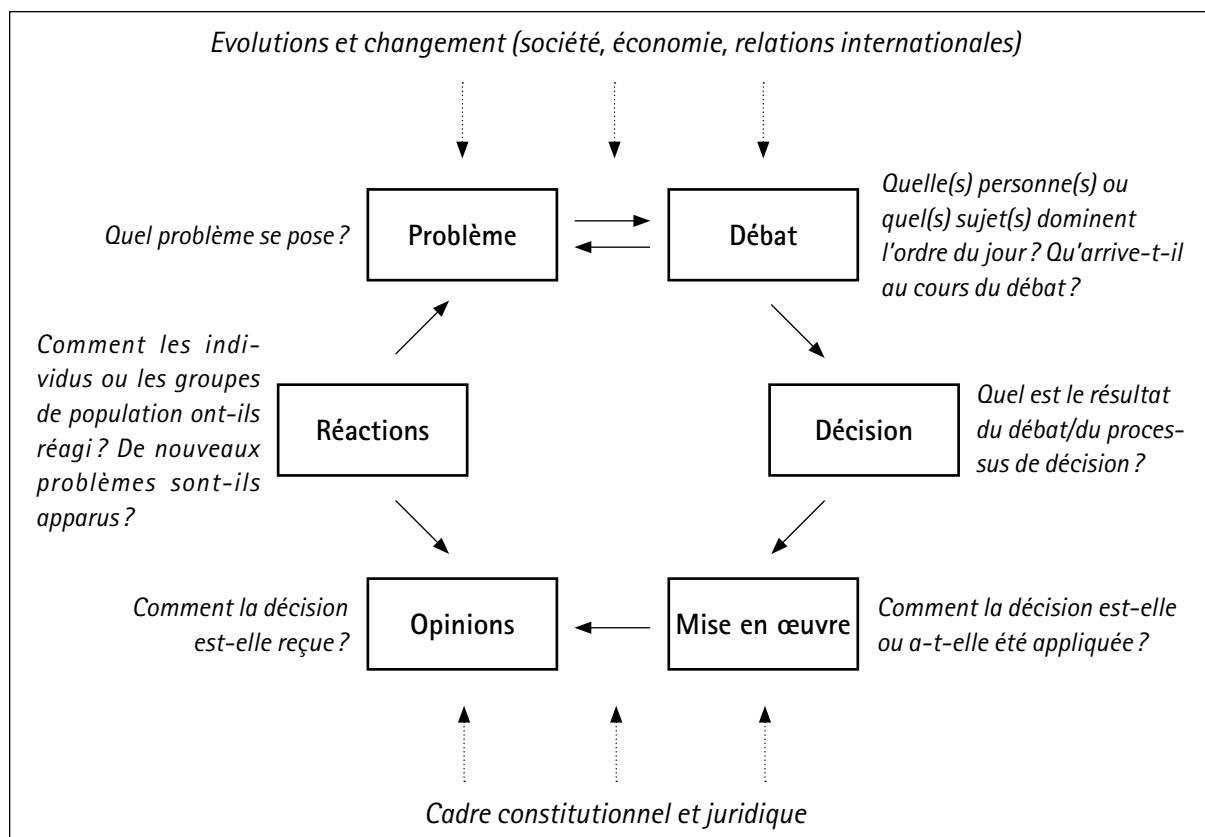 Evolutions et changement (société, économie, relations internationales)
Quel problème se pose ?
Problème
Débat
Quelle(s) personne(s) ou
quel(s) sujet(s) dominent
l'ordre du jour ? Qu'arrive-t-il
au cours du débat ?
Comment les indi-
vidus ou les groupes
de population ont-ils
réagi ? De nouveaux
problèmes sont-ils
apparus ?
Réactions
Décision
Quel est le résultat
du débat/du proces-
sus de décision ?
Comment la décision
est-elle reçue ?
Opinions
Mise en œuvre
Comment la décision est-elle
ou a-t-elle été appliquée ?
Cadre constitutionnel et juridique